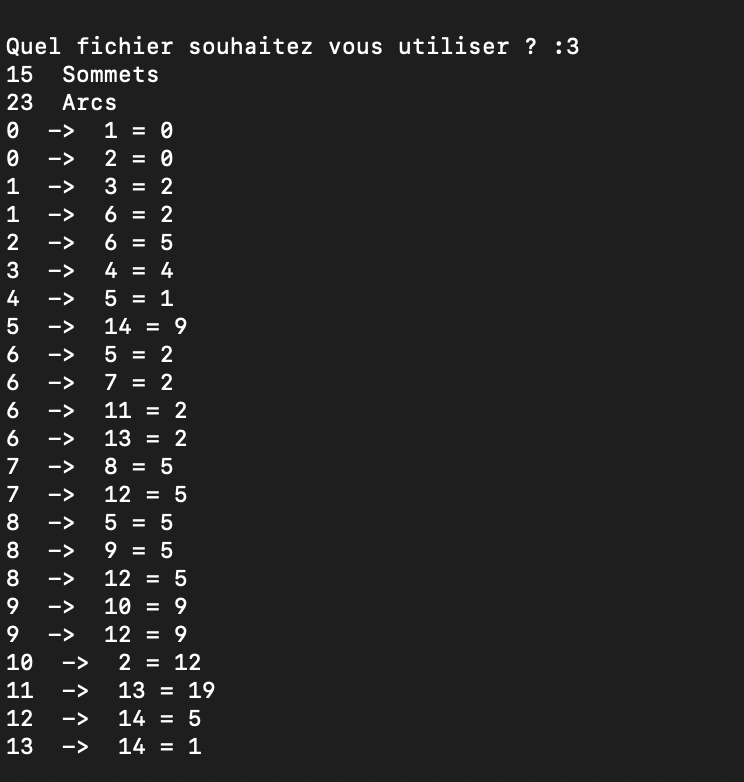 Quel fichier souhaitez vous utiliser ? :3
15  Sommets
23  Arcs
0  –>  1 = 0
0  –>  2 = 0
1  –>  3 = 2
1  –>  6 = 2
2  –>  6 = 5
3  –>  4 = 4
4  –>  5 = 1
5  –>  14 = 9
6  –>  5 = 2
6  –>  7 = 2
6  –>  11 = 2
6  –>  13 = 2
7  –>  8 = 5
7  –>  12 = 5
8  –>  5 = 5
8  –>  9 = 5
8  –>  12 = 5
9  –>  10 = 9
9  –>  12 = 9
10  –>  2 = 12
11  –>  13 = 19
12  –>  14 = 5
13  –>  14 = 1